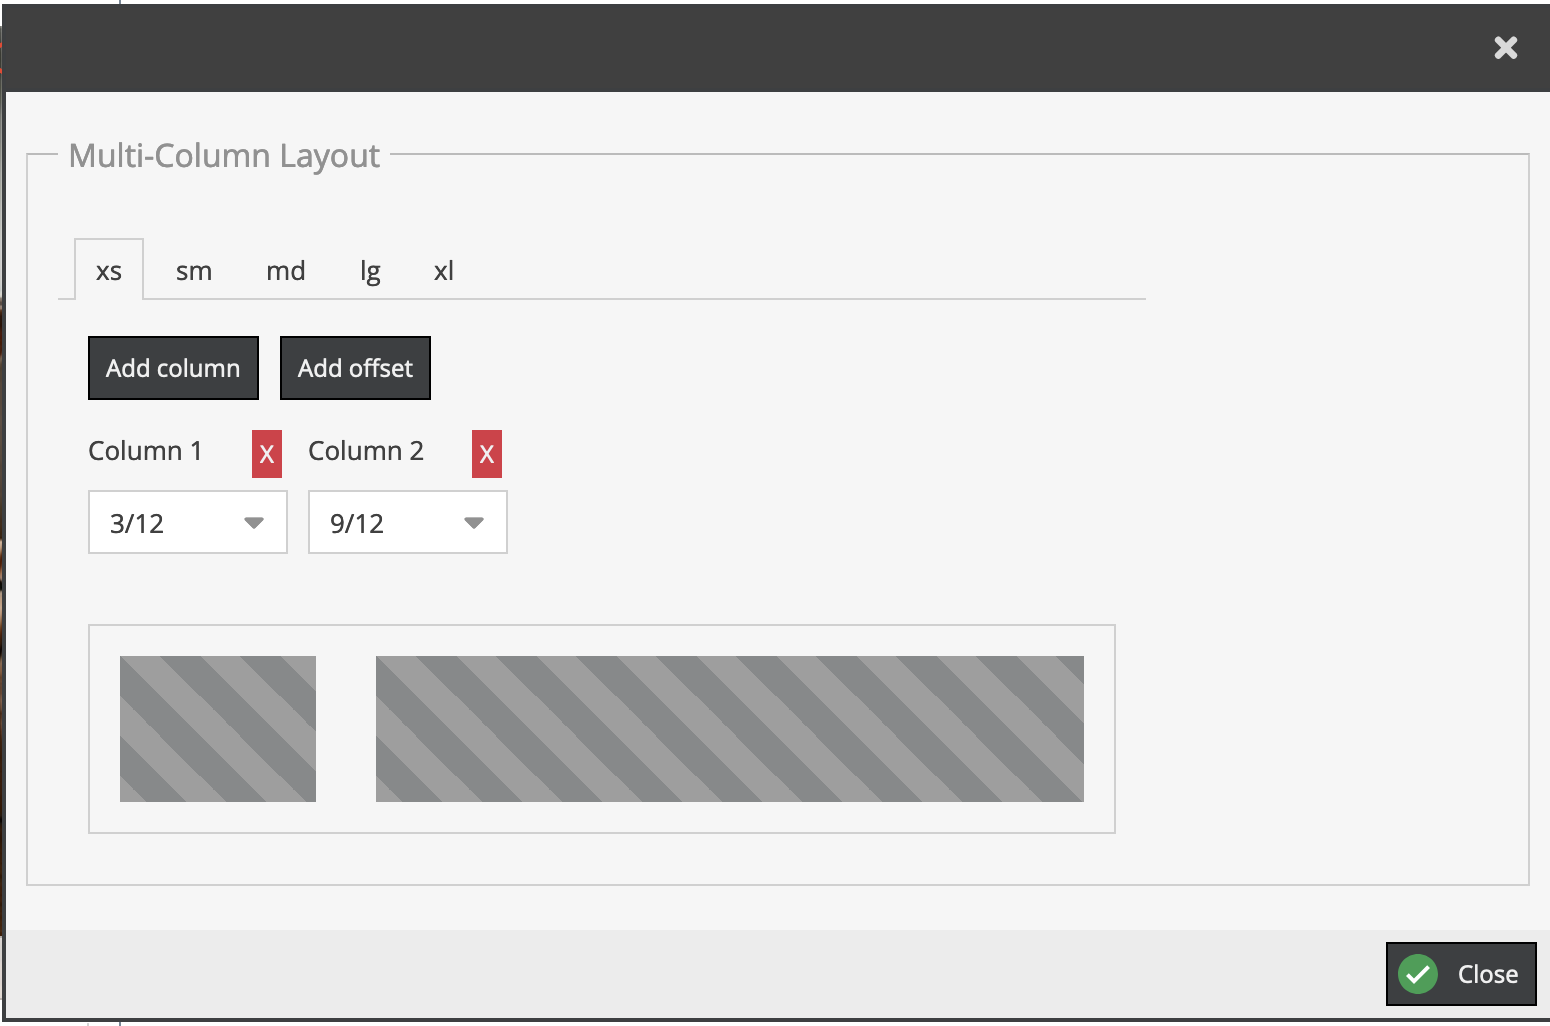 Multi-Column Layout
xs sm md lg xl
Add column Add offset
Column 1 X Column 2 X
3/12 9/12
Close